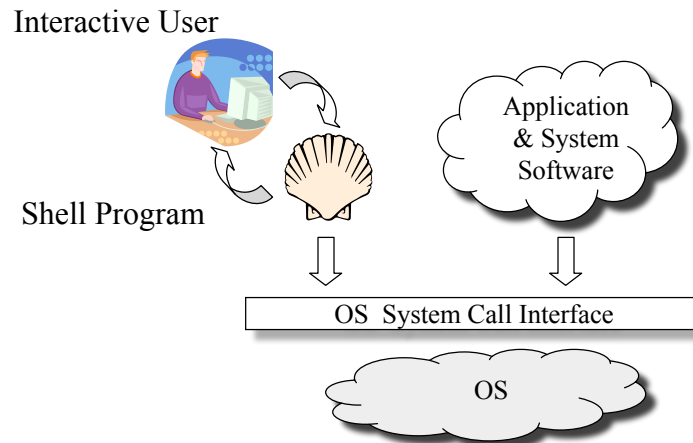 Interactive User
Application
& System
Software
Shell Program
OS System Call Interface
OS